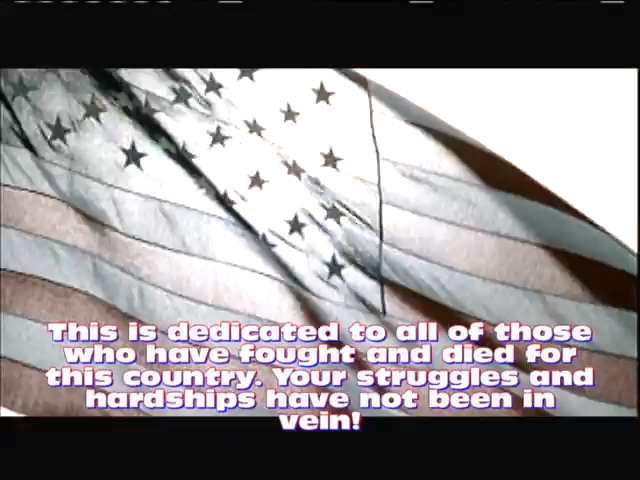 This is dedicated to all of those
who have fought and died for
this country. Your struggles and
hardships have not been in
vein!